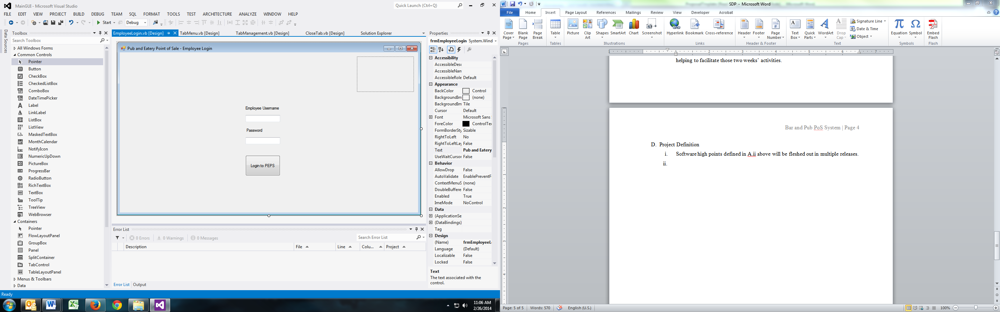 MainGUI - Microsoft Visual Studio
Quick Launch (Ctrl+Q)
FILE EDIT VIEW PROJECT BUILD DEBUG TEAM SQL FORMAT TOOLS TEST ARCHITECTURE ANALYZE WINDOW HELP
Start Debug
Data Sources
Toolbox
Search Toolbox
All Windows Forms
Common Controls
Pointer
Button
CheckBox
CheckedListBox
ComboBox
DateTimePicker
Label
LinkLabel
ListBox
ListView
MaskedTextBox
MonthCalendar
NotifyIcon
NumericUpDown
PictureBox
ProgressBar
RadioButton
RichTextBox
TextBox
ToolTip
TreeView
WebBrowser
Containers
Pointer
FlowLayoutPanel
GroupBox
Panel
SplitContainer
TabControl
TableLayoutPanel
Menus & Toolbars
Data
EmployeeLogin.vb [Design] TabMenu.vb [Design] TabManagement.vb [Design] CloseTab.vb [Design] Solution Explorer
Pub and Eatery Point of Sale - Employee Login
Employee Username
Password
Login to PEPS
Error List
0 Errors 0 Warnings 0 Messages Search Error List
Description File Line Colu... Project
Error List Output
Properties
frmEmployeeLogin System.Wind
Accessibility
AccessibleDesc
AccessibleNam
AccessibleRole Default
Appearance
BackColor Control
BackgroundIm (none)
BackgroundIm Tile
Cursor Default
Font Microsoft Sans
ForeColor ControlTex
FormBorderSty Sizable
RightToLeft No
RightToLeftLay False
Text Pub and Eatery
UseWaitCursor False
Behavior
AllowDrop False
AutoValidate EnablePreventF
ContextMenuS (none)
DoubleBuffere False
Enabled True
ImeMode NoControl
Data
(ApplicationSe
(DataBindings)
Tag
Design
(Name) frmEmployeeL
Language (Default)
Localizable False
Locked False
Text
The text associated with the
control.
Ready
11:06 AM
2/26/2014
SDP - Microsoft Word
File Home Insert Page Layout References Mailings Review View Developer Acrobat
Cover Page Blank Page Page Break Table Picture Clip Art Shapes SmartArt Chart Screenshot Hyperlink Bookmark Cross-reference Header Footer Page Number Text Box Quick Parts WordArt Drop Cap Signature Line Date & Time Object Equation Symbol Embed Flash
Pages Tables Illustrations Links Header & Footer Text Symbols Flash
1 1 2 3 4 5 6 7
helping to facilitate those two weeks' activities.
Bar and Pub PoS System | Page 4
D. Project Definition
i. Software high points defined in A.ii above will be fleshed out in multiple releases.
ii.
1
1
2
3
4
Page: 5 of 5 Words: 570 English (U.S.) 100%